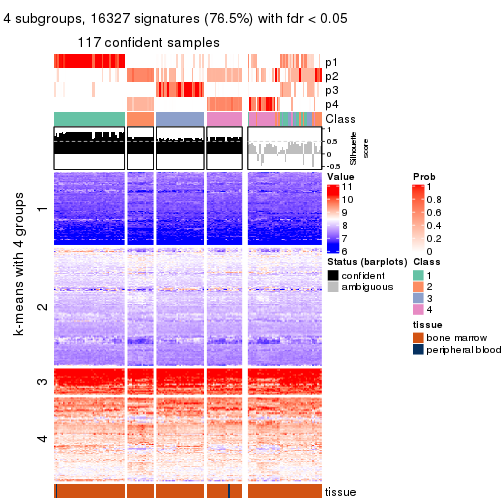 4 subgroups, 16327 signatures (76.5%) with fdr < 0.05
117 confident samples
p1
p2
p3
p4
Class
1
0.5
0
-0.5
Silhouette
score
k-means with 4 groups
1
2
3
4
tissue
Value
11
10
9
8
7
6
Prob
1
0.8
0.6
0.4
0.2
0
Status (barplots)
confident
ambiguous
Class
1
2
3
4
tissue
bone marrow
peripheral blood